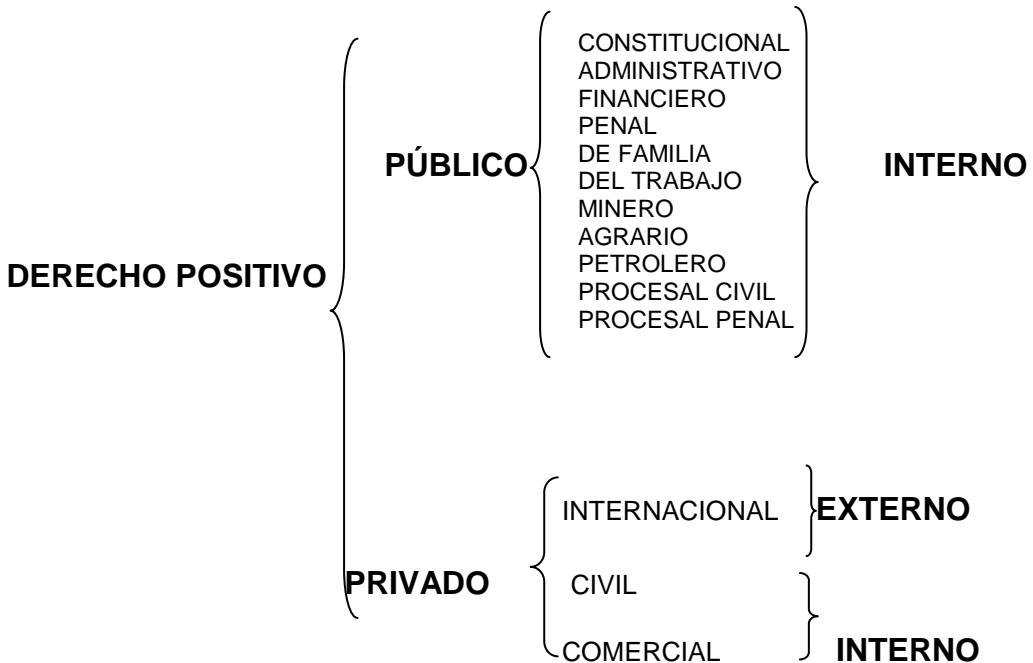 CONSTITUCIONAL
ADMINISTRATIVO
FINANCIERO
PENAL
PÚBLICO
DE FAMILIA
INTERNO
DEL TRABAJO
MINERO
AGRARIO
PETROLERO
DERECHO POSITIVO
PROCESAL CIVIL
PROCESAL PENAL
INTERNACIONAL
EXTERNO
PRIVADO
CIVIL
COMERCIAL
INTERNO